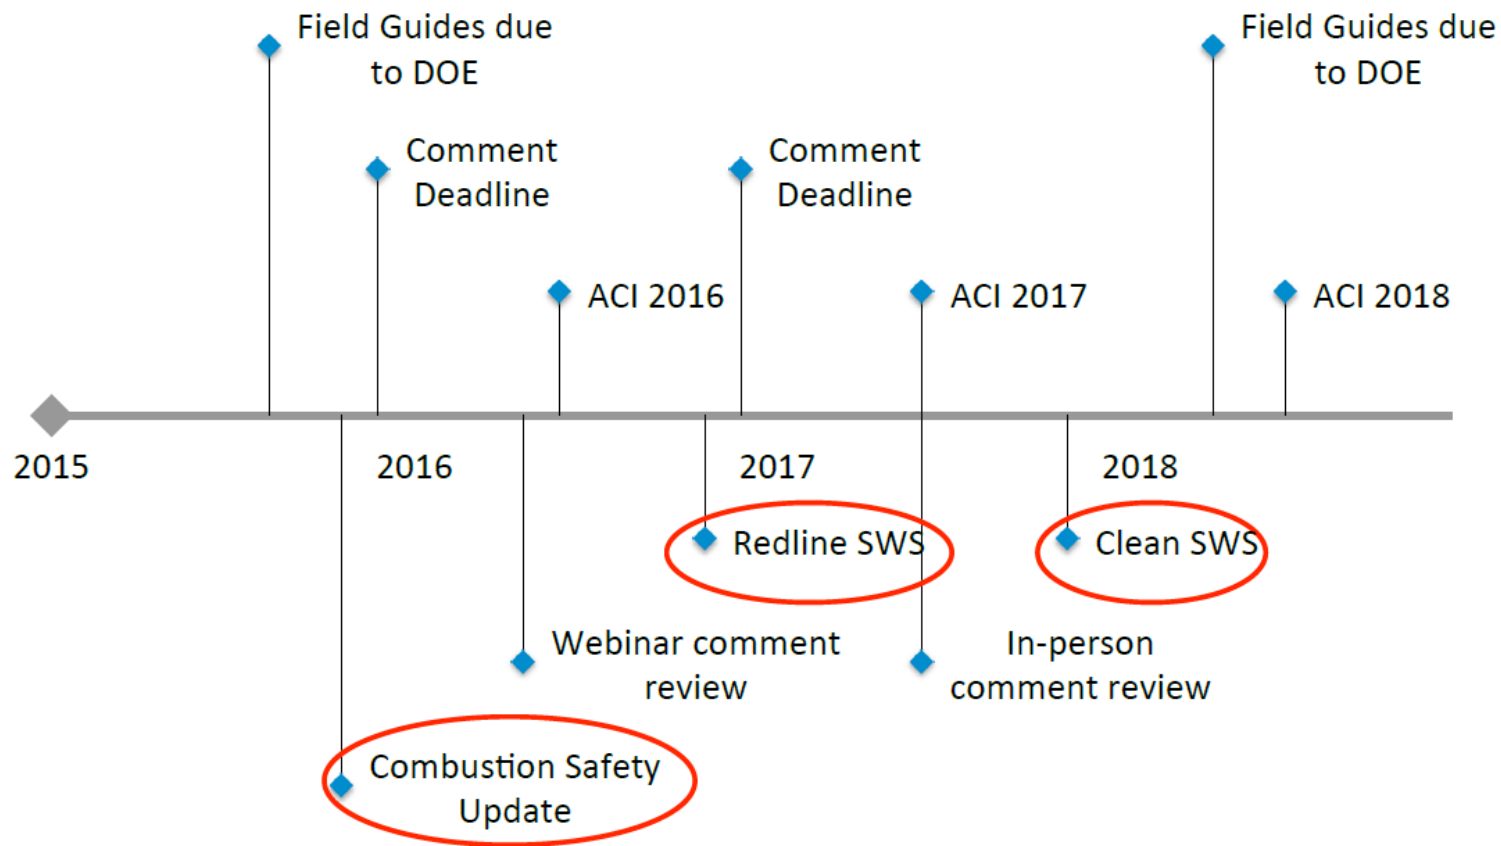 Field Guides due
to DOE
Field Guides due
to DOE
Comment
Deadline
Comment
Deadline
ACI 2016
ACI 2017
ACI 2018
2015
2016
2017
2018
Redline SWS
Clean SWS
Webinar comment
review
In-person
comment review
Combustion Safety
Update